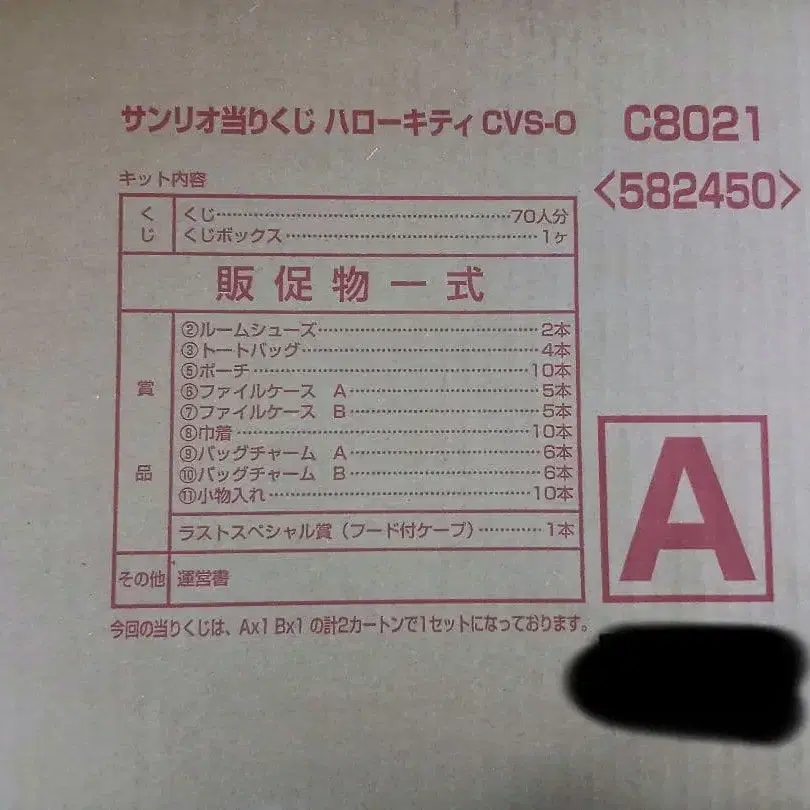 サンリオ当りくじ ハローキティ CVS-O C8021
<582450>
キット内容
くじ
くじ……70人分
くじボックス……1ヶ
販促物一式
賞品
②ルームシューズ……2本
③トートバッグ……4本
⑤ポーチ……10本
⑥ファイルケース A……5本
⑦ファイルケース B……5本
⑧巾着……10本
⑨バッグチャーム A……6本
⑩バッグチャーム B……6本
⑪小物入れ……10本
ラストスペシャル賞（フード付ケープ）……1本
その他 運営書
A
今回の当りくじは、Ax1 Bx1 の計2カートンで1セットになっております。